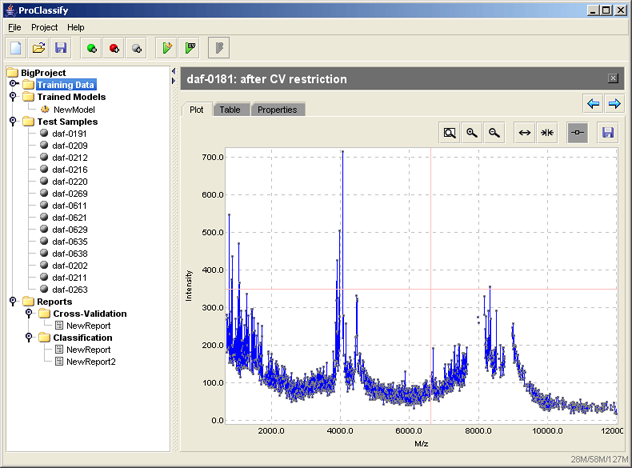 ProClassify
File Project Help
BigProject
Training Data
Trained Models
NewModel
Test Samples
daf-0191
daf-0209
daf-0212
daf-0216
daf-0220
daf-0269
daf-0611
daf-0621
daf-0629
daf-0635
daf-0638
daf-0202
daf-0211
daf-0263
Reports
Cross-Validation
NewReport
Classification
NewReport
NewReport2
daf-0181: after CV restriction
Plot Table Properties
700.0
600.0
500.0
400.0
300.0
200.0
100.0
0.0
Intensity
2000.0 4000.0 6000.0 8000.0 10000.0 12000
M/z
28M/58M/127M